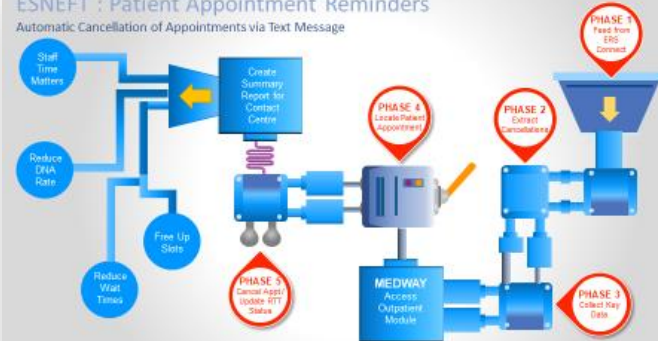 ESNEFT : Patient Appointment Reminders
Automatic Cancellation of Appointments via Text Message
PHASE 1
Feed from
ERS
Connect
Staff
Time
Matters
Create
Summary
Report for
Contact
Centre
PHASE 4
Locate Patient
Appointment
PHASE 2
Extract
Cancellations
Reduce
DNA
Rate
Free Up
Slots
Reduce
Wait
Times
PHASE 5
Cancel Appt/
Update RTT
Status
MEDWAY
Access
Outpatient
Module
PHASE 3
Collect Key
Data